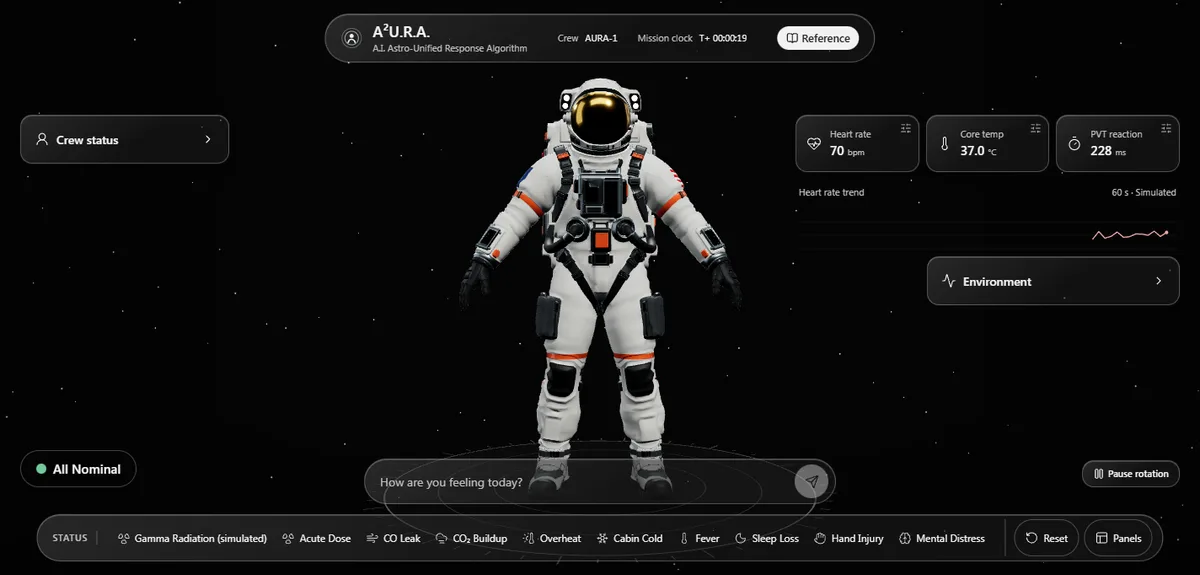 A²U.R.A.
A.I. Astro-Unified Response Algorithm
Crew AURA-1
Mission clock T+ 00:00:19
Reference
Crew status
Heart rate
70 bpm
Core temp
37.0 °C
PVT reaction
228 ms
Heart rate trend
60 s · Simulated
Environment
All Nominal
How are you feeling today?
Pause rotation
STATUS
Gamma Radiation (simulated)
Acute Dose
CO Leak
CO₂ Buildup
Overheat
Cabin Cold
Fever
Sleep Loss
Hand Injury
Mental Distress
Reset
Panels